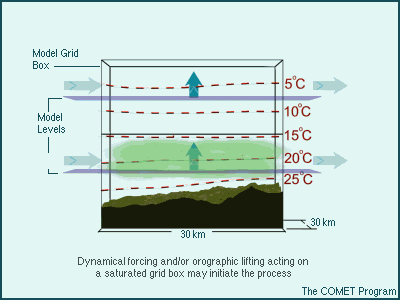 Model Grid
Box
5°C
10°C
Model
Levels
15°C
20°C
25°C
30 km
30 km
Dynamical forcing and/or orographic lifting acting on
a saturated grid box may initiate the process
The COMET Program